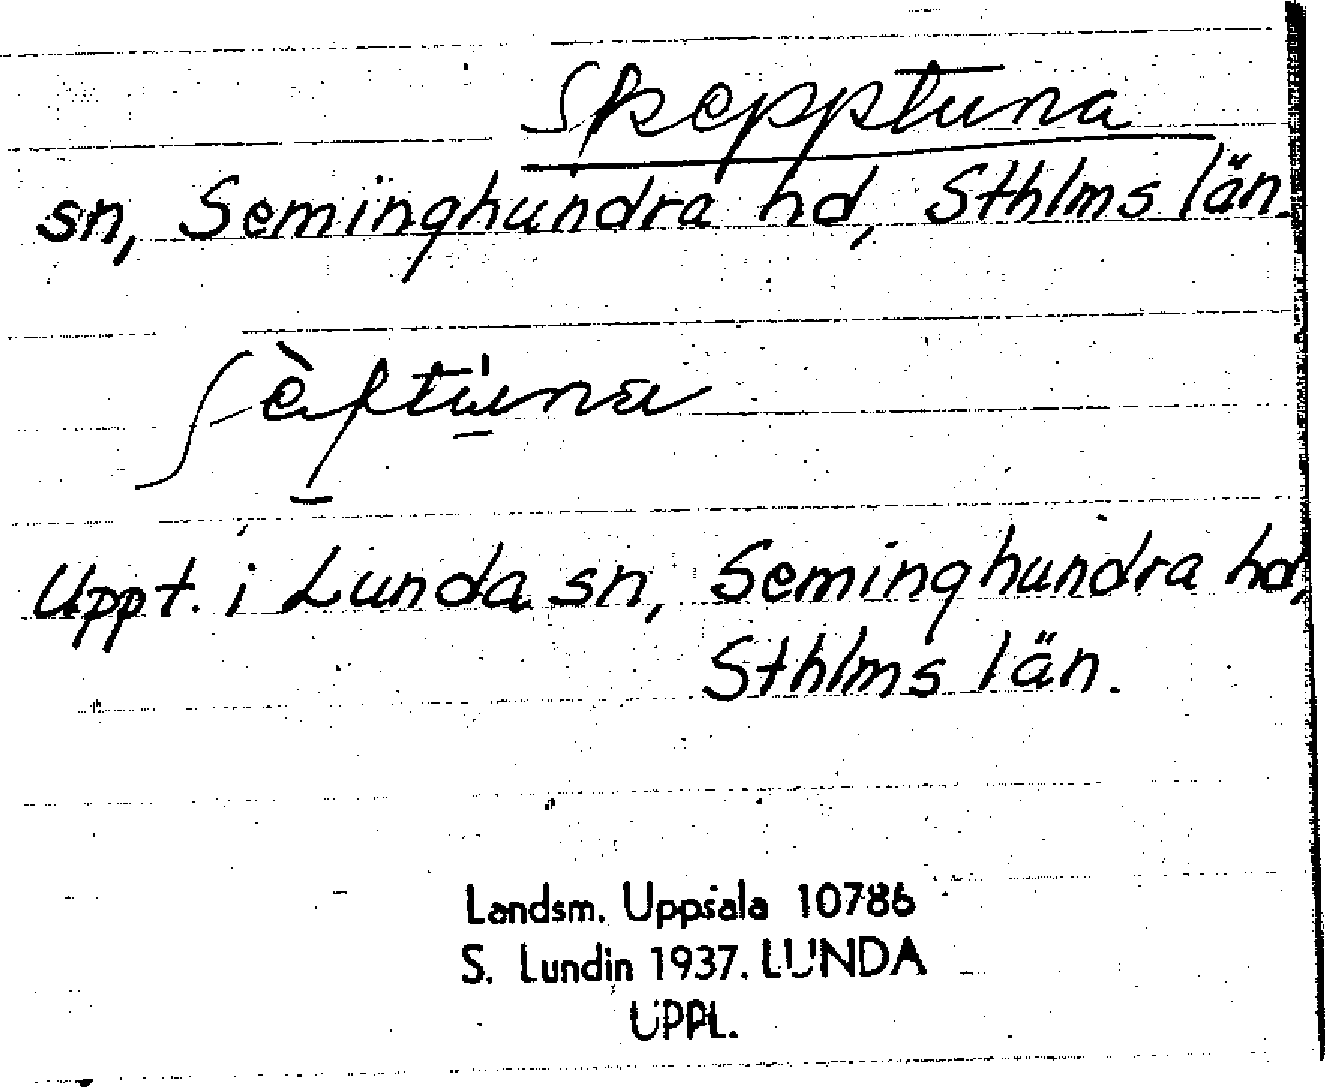 Skepptuna
sn, Seminghundra hd, Sthlms län.
ʃèftúna
Uppt. i Lunda sn, Seminghundra hd,
Sthlms län.
Landsm. Uppsala 10786
S. Lundin 1937. LUNDA
UPPL.